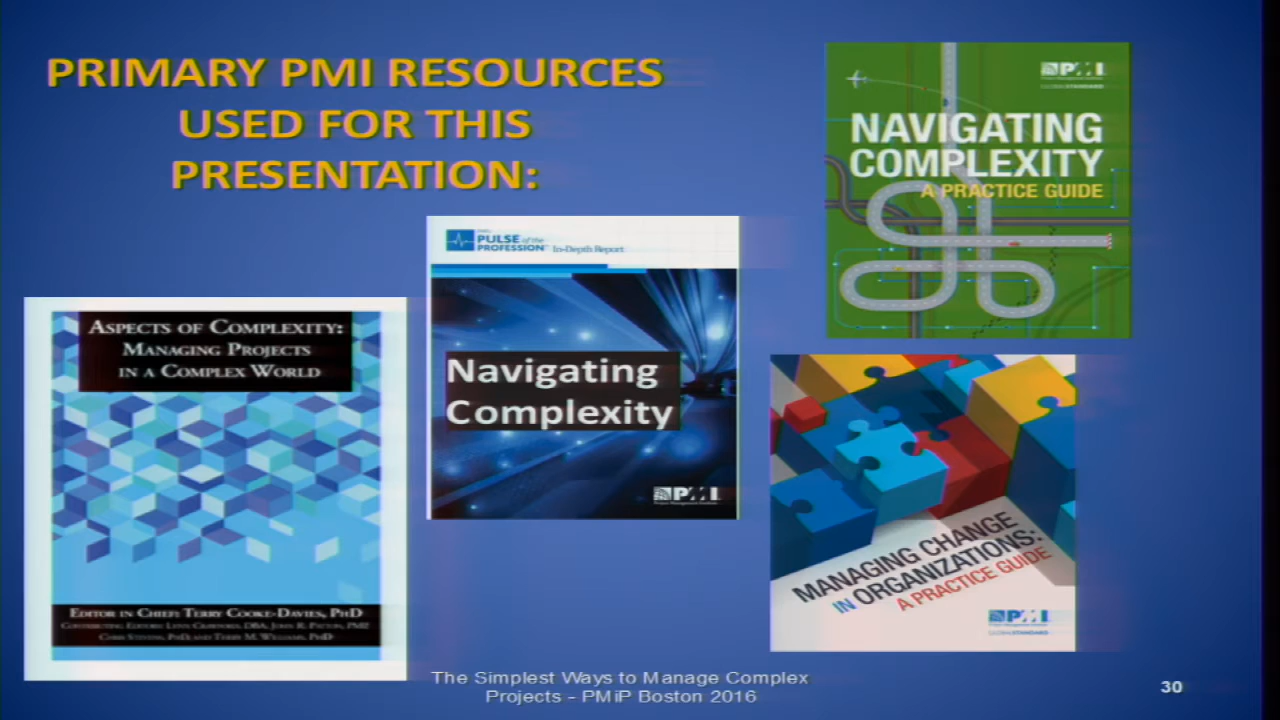 PRIMARY PMI RESOURCES
USED FOR THIS
PRESENTATION:
PMI
NAVIGATING
COMPLEXITY
A PRACTICE GUIDE
PULSE of the
PROFESSION In-Depth Report
Navigating
Complexity
PMI
ASPECTS OF COMPLEXITY:
MANAGING PROJECTS
IN A COMPLEX WORLD
EDITOR IN CHIEF: TERRY COOKE-DAVIES, PHD
MANAGING CHANGE
IN ORGANIZATIONS:
A PRACTICE GUIDE
PMI
The Simplest Ways to Manage Complex
Projects - PMiP Boston 2016
30